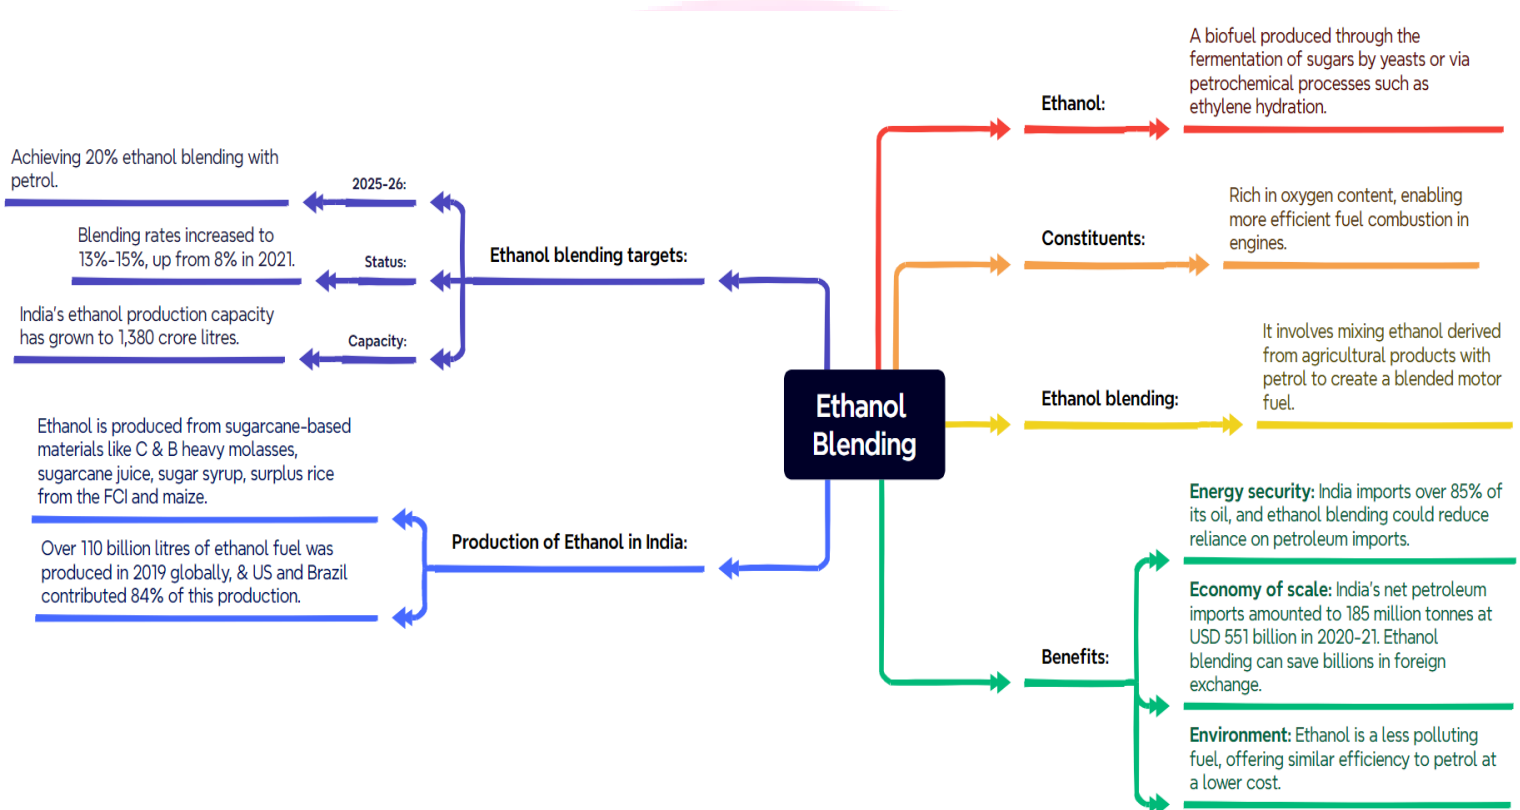 Ethanol
Blending
Ethanol:
A biofuel produced through the
fermentation of sugars by yeasts or via
petrochemical processes such as
ethylene hydration.
Constituents:
Rich in oxygen content, enabling
more efficient fuel combustion in
engines.
Ethanol blending:
It involves mixing ethanol derived
from agricultural products with
petrol to create a blended motor
fuel.
Benefits:
Energy security: India imports over 85% of
its oil, and ethanol blending could reduce
reliance on petroleum imports.
Economy of scale: India's net petroleum
imports amounted to 185 million tonnes at
USD 551 billion in 2020-21. Ethanol
blending can save billions in foreign
exchange.
Environment: Ethanol is a less polluting
fuel, offering similar efficiency to petrol at
a lower cost.
Ethanol blending targets:
2025-26:
Achieving 20% ethanol blending with
petrol.
Status:
Blending rates increased to
13%-15%, up from 8% in 2021.
Capacity:
India's ethanol production capacity
has grown to 1,380 crore litres.
Production of Ethanol in India:
Ethanol is produced from sugarcane-based
materials like C & B heavy molasses,
sugarcane juice, sugar syrup, surplus rice
from the FCI and maize.
Over 110 billion litres of ethanol fuel was
produced in 2019 globally, & US and Brazil
contributed 84% of this production.